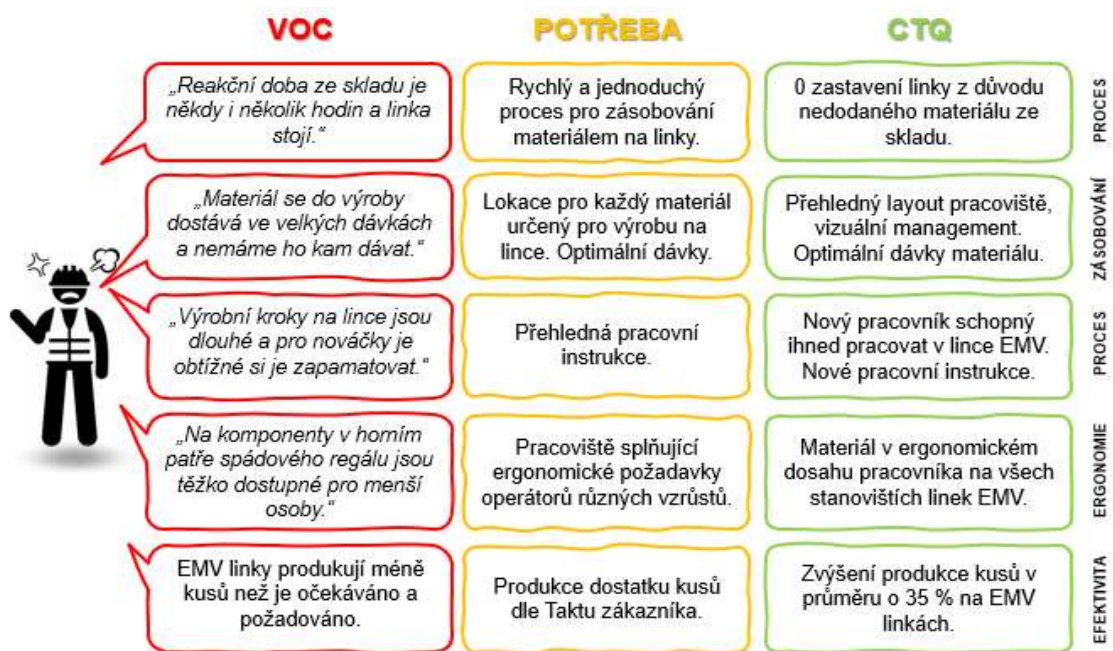 VOC
POTŘEBA
CTQ
„Reakční doba ze skladu je
někdy i několik hodin a linka
stojí.“
Rychlý a jednoduchý
proces pro zásobování
materiálem na linky.
0 zastavení linky z důvodu
nedodaného materiálu ze
skladu.
PROCES
„Materiál se do výroby
dostává ve velkých dávkách
a nemáme ho kam dávat.“
Lokace pro každý materiál
určený pro výrobu na
lince. Optimální dávky.
Přehledný layout pracoviště,
vizuální management.
Optimální dávky materiálu.
ZÁSOBOVÁNÍ
„Výrobní kroky na lince jsou
dlouhé a pro nováčky je
obtížné si je zapamatovat.“
Přehledná pracovní
instrukce.
Nový pracovník schopný
ihned pracovat v lince EMV.
Nové pracovní instrukce.
PROCES
„Na komponenty v horním
patře spádového regálu jsou
těžko dostupné pro menší
osoby.“
Pracoviště splňující
ergonomické požadavky
operátorů různých vzrůstů.
Materiál v ergonomickém
dosahu pracovníka na všech
stanovištích linek EMV.
ERGONOMIE
EMV linky produkují méně
kusů než je očekáváno a
požadováno.
Produkce dostatku kusů
dle Taktu zákazníka.
Zvýšení produkce kusů v
průměru o 35 % na EMV
linkách.
EFEKTIVITA